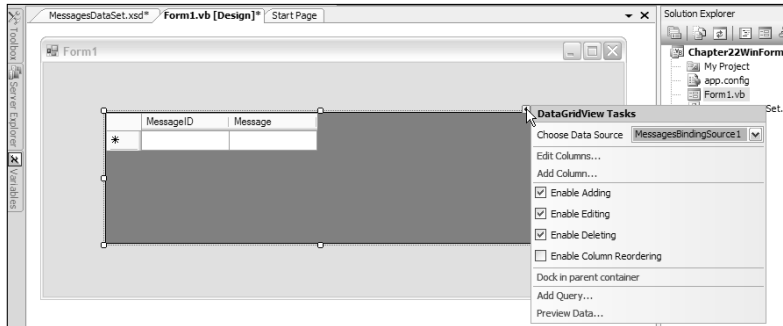 MessagesDataSet.xsd* Form1.vb [Design]* Start Page
Solution Explorer
Toolbox
Server Explorer
Variables
Form1
MessageID Message
Chapter22WinForm
My Project
app.config
Form1.vb
Set.
DataGridView Tasks
Choose Data Source MessagesBindingSource1
Edit Columns...
Add Column...
Enable Adding
Enable Editing
Enable Deleting
Enable Column Reordering
Dock in parent container
Add Query...
Preview Data...